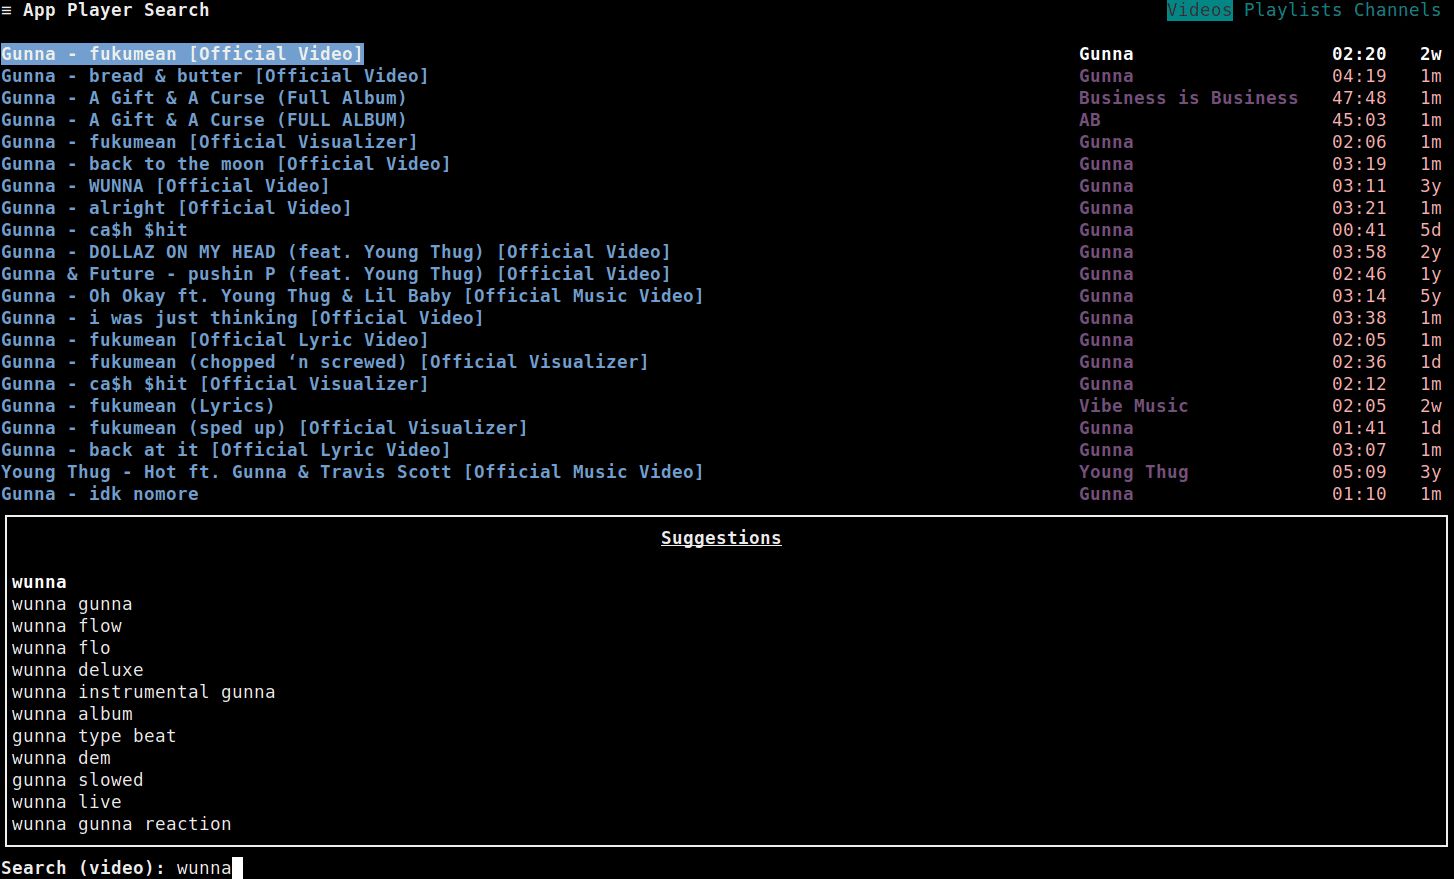 ≡ App Player Search Videos Playlists Channels
Gunna - fukumean [Official Video] Gunna 02:20 2w
Gunna - bread & butter [Official Video] Gunna 04:19 1m
Gunna - A Gift & A Curse (Full Album) Business is Business 47:48 1m
Gunna - A Gift & A Curse (FULL ALBUM) AB 45:03 1m
Gunna - fukumean [Official Visualizer] Gunna 02:06 1m
Gunna - back to the moon [Official Video] Gunna 03:19 1m
Gunna - WUNNA [Official Video] Gunna 03:11 3y
Gunna - alright [Official Video] Gunna 03:21 1m
Gunna - ca$h $hit Gunna 00:41 5d
Gunna - DOLLAZ ON MY HEAD (feat. Young Thug) [Official Video] Gunna 03:58 2y
Gunna & Future - pushin P (feat. Young Thug) [Official Video] Gunna 02:46 1y
Gunna - Oh Okay ft. Young Thug & Lil Baby [Official Music Video] Gunna 03:14 5y
Gunna - i was just thinking [Official Video] Gunna 03:38 1m
Gunna - fukumean [Official Lyric Video] Gunna 02:05 1m
Gunna - fukumean (chopped ‘n screwed) [Official Visualizer] Gunna 02:36 1d
Gunna - ca$h $hit [Official Visualizer] Gunna 02:12 1m
Gunna - fukumean (Lyrics) Vibe Music 02:05 2w
Gunna - fukumean (sped up) [Official Visualizer] Gunna 01:41 1d
Gunna - back at it [Official Lyric Video] Gunna 03:07 1m
Young Thug - Hot ft. Gunna & Travis Scott [Official Music Video] Young Thug 05:09 3y
Gunna - idk nomore Gunna 01:10 1m
Suggestions
wunna
wunna gunna
wunna flow
wunna flo
wunna deluxe
wunna instrumental gunna
wunna album
gunna type beat
wunna dem
gunna slowed
wunna live
wunna gunna reaction
Search (video): wunna